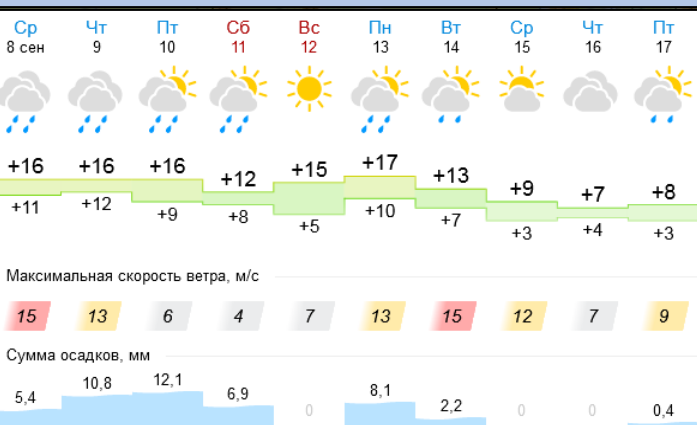 Ср Чт Пт Сб Вс Пн Вт Ср Чт Пт
8 сен 9 10 11 12 13 14 15 16 17
+16 +16 +16 +12 +15 +17 +13 +9 +7 +8
+11 +12 +9 +8 +5 +10 +7 +3 +4 +3
Максимальная скорость ветра, м/с
15 13 6 4 7 13 15 12 7 9
Сумма осадков, мм
5,4 10,8 12,1 6,9 0 8,1 2,2 0 0 0,4